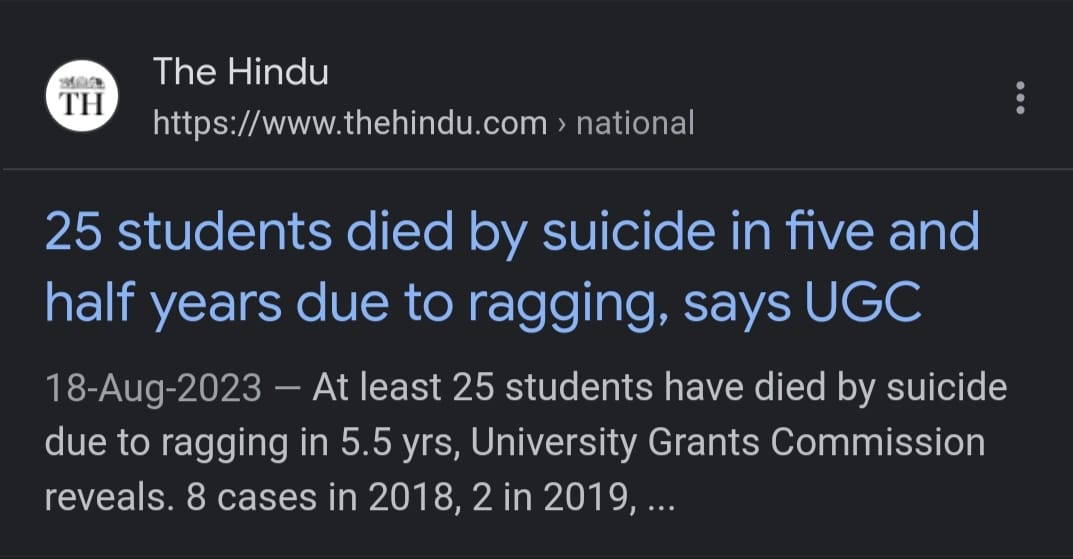 The Hindu
TH
https://www.thehindu.com › national
25 students died by suicide in five and
half years due to ragging, says UGC
18-Aug-2023 — At least 25 students have died by suicide
due to ragging in 5.5 yrs, University Grants Commission
reveals. 8 cases in 2018, 2 in 2019, ...